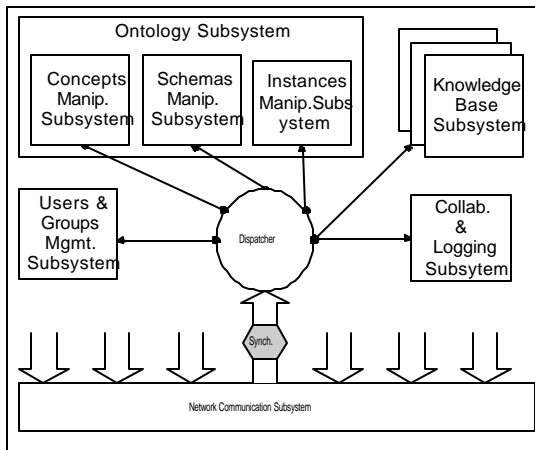 Ontology Subsystem
Concepts
Manip.
Subsystem
Schemas
Manip.
Subsystem
Instances
Manip.Subs
ystem
Knowledge
Base
Subsystem
Users &
Groups
Mgmt.
Subsystem
Dispatcher
Collab.
&
Logging
Subsytem
Synch.
Network Communication Subsystem